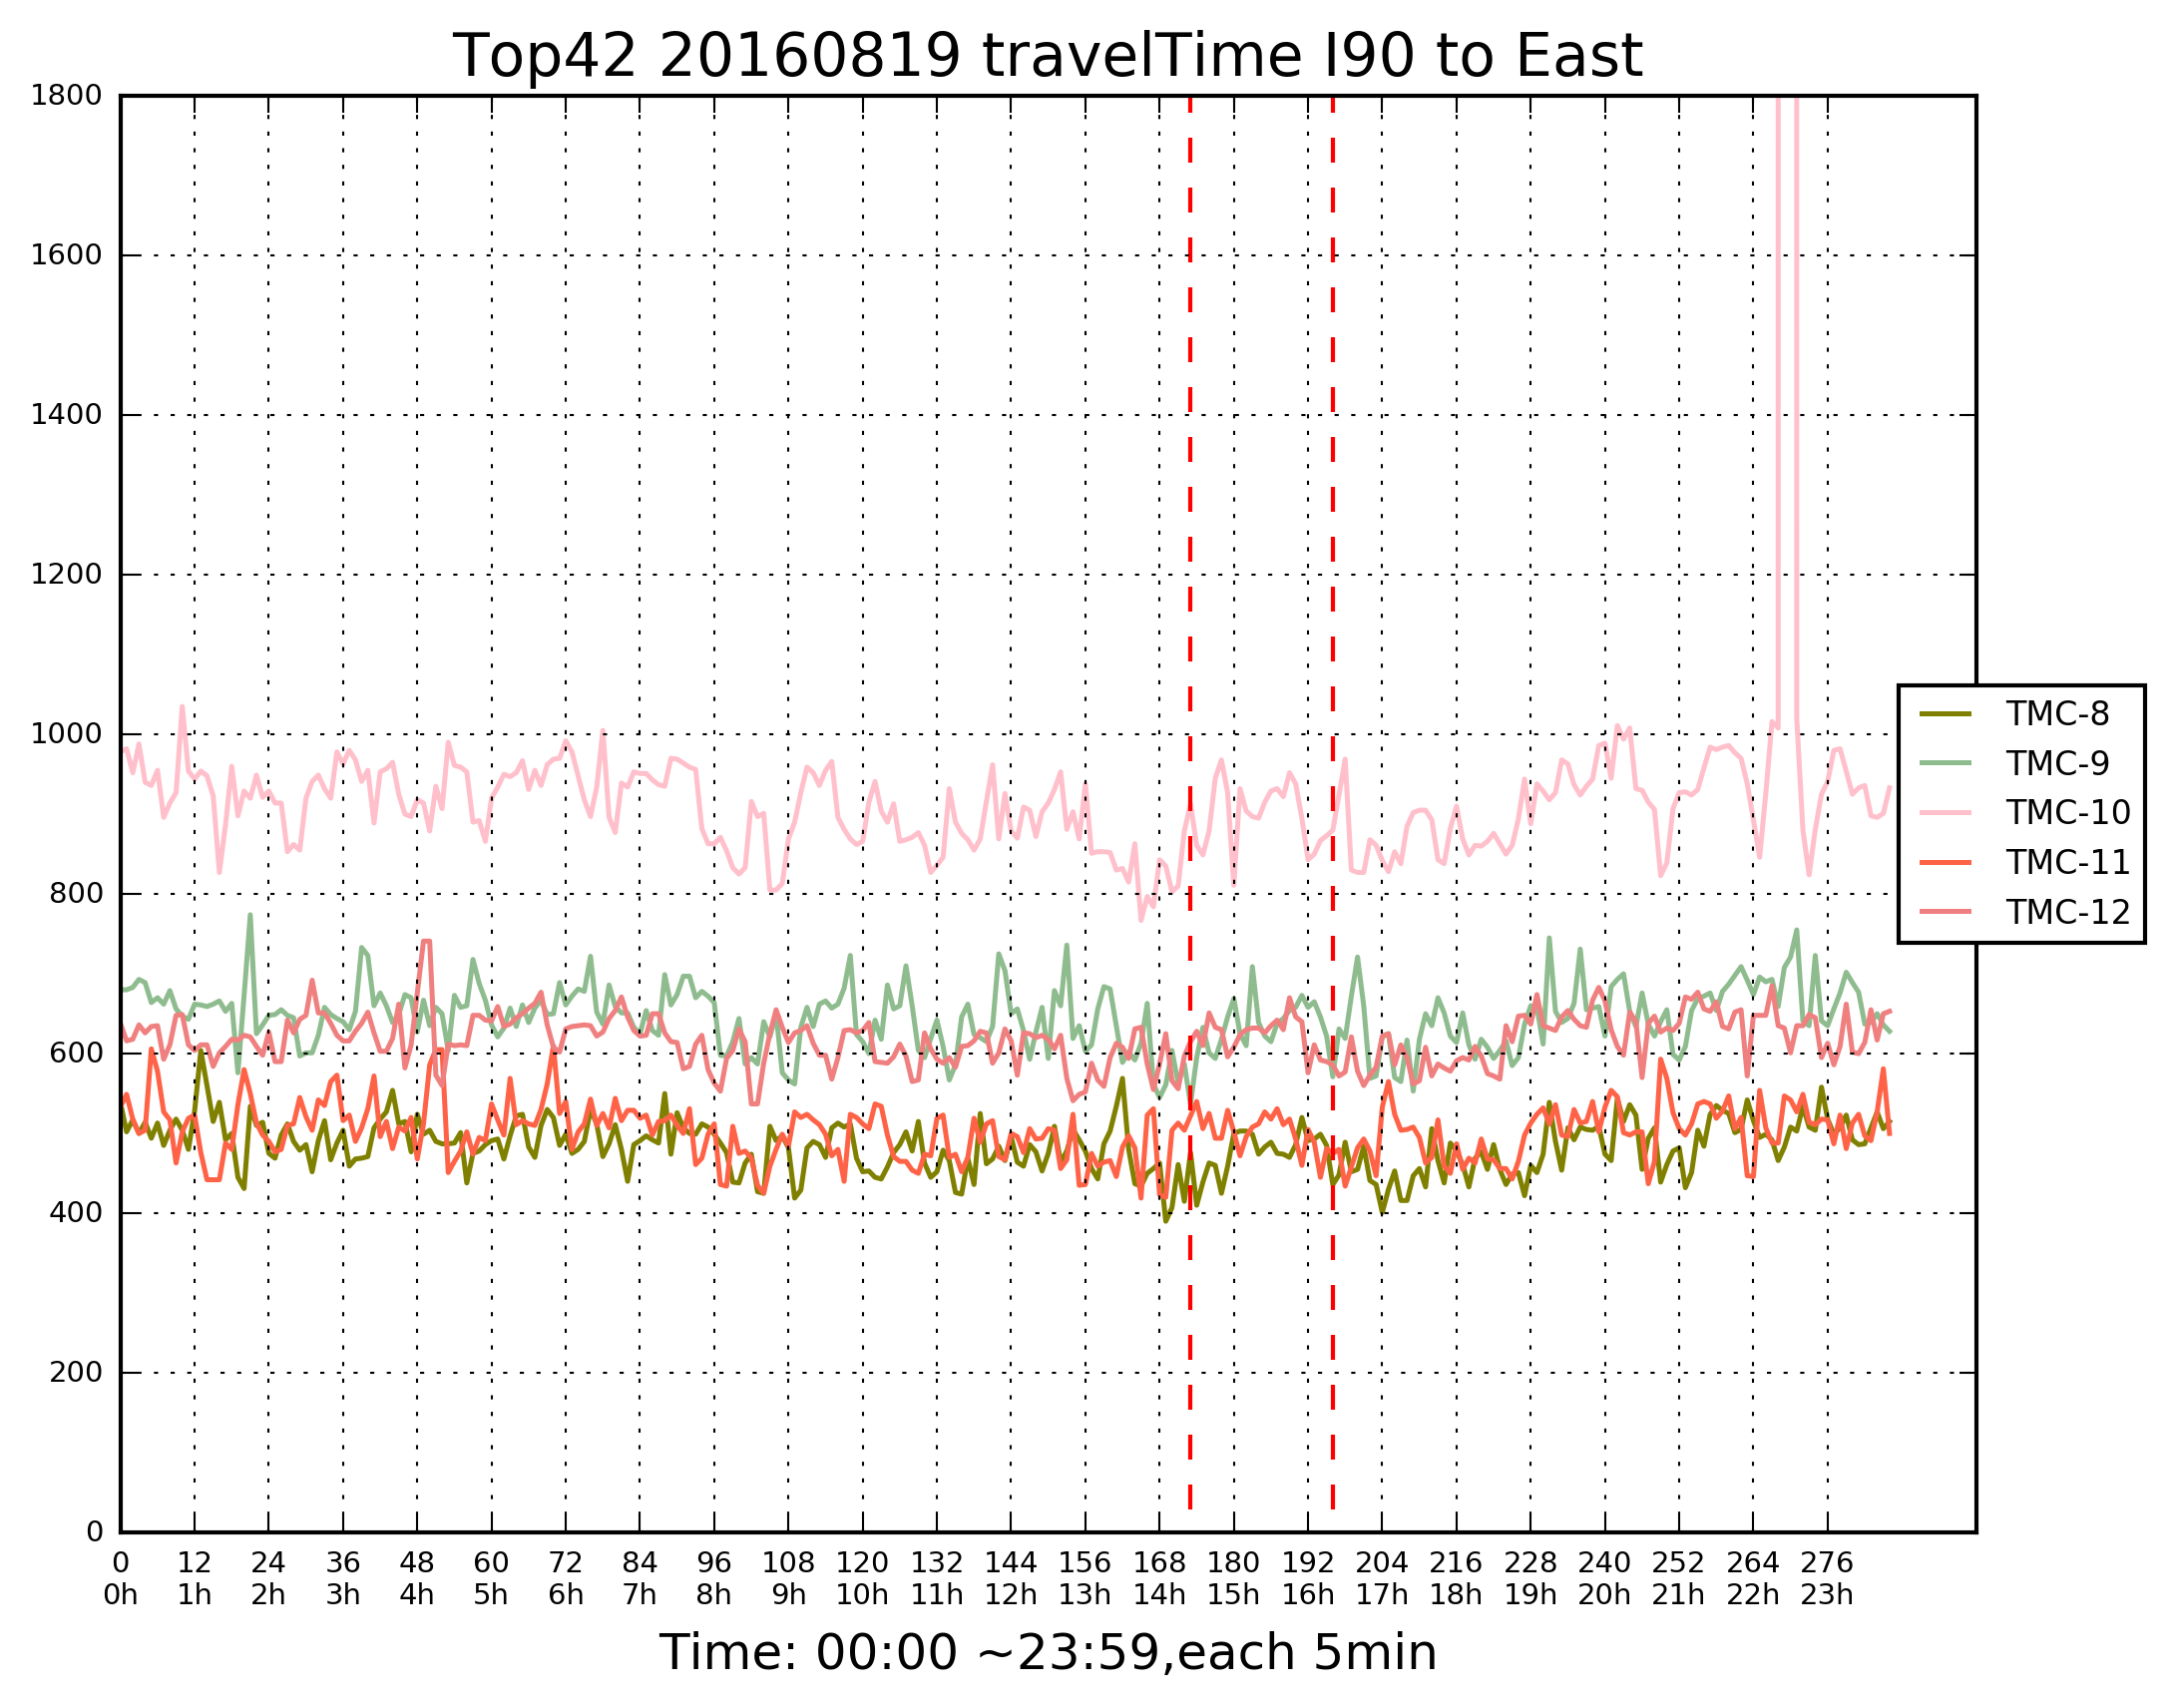 Top42 20160819 travelTime I90 to East
1800
1600
1400
1200
1000
800
600
400
200
0
TMC-8
TMC-9
TMC-10
TMC-11
TMC-12
0 12 24 36 48 60 72 84 96 108 120 132 144 156 168 180 192 204 216 228 240 252 264 276
0h 1h 2h 3h 4h 5h 6h 7h 8h 9h 10h 11h 12h 13h 14h 15h 16h 17h 18h 19h 20h 21h 22h 23h
Time: 00:00 ~23:59,each 5min